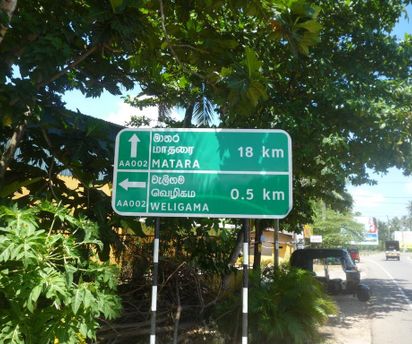 මාතර
மாத்தறை
MATARA
AA002
18 km
වැලිගම
வெலிகம
WELIGAMA
AA002
0.5 km